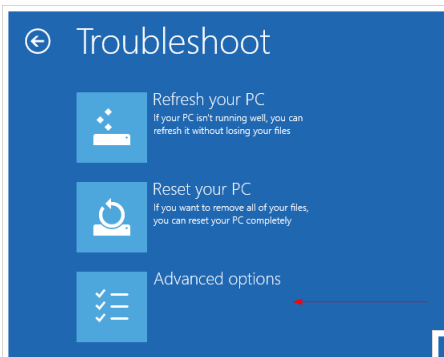 Troubleshoot
Refresh your PC
If your PC isn't running well, you can
refresh it without losing your files
Reset your PC
If you want to remove all of your files,
you can reset your PC completely
Advanced options